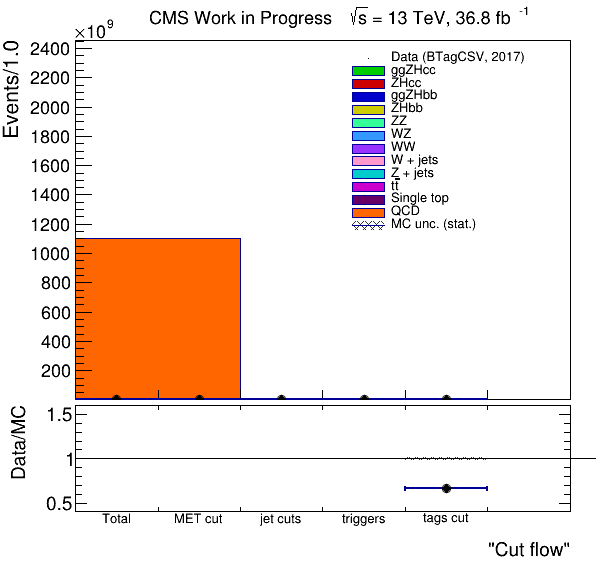 CMS Work in Progress √s = 13 TeV, 36.8 fb⁻¹
×10⁹
Events/1.0
2400
2200
2000
1800
1600
1400
1200
1000
800
600
400
200
Data (BTagCSV, 2017)
ggZHcc
ZHcc
ggZHbb
ZHbb
ZZ
WZ
WW
W + jets
Z + jets
tt̅
Single top
QCD
MC unc. (stat.)
Data/MC
1.5
1
0.5
Total MET cut jet cuts triggers tags cut
"Cut flow"